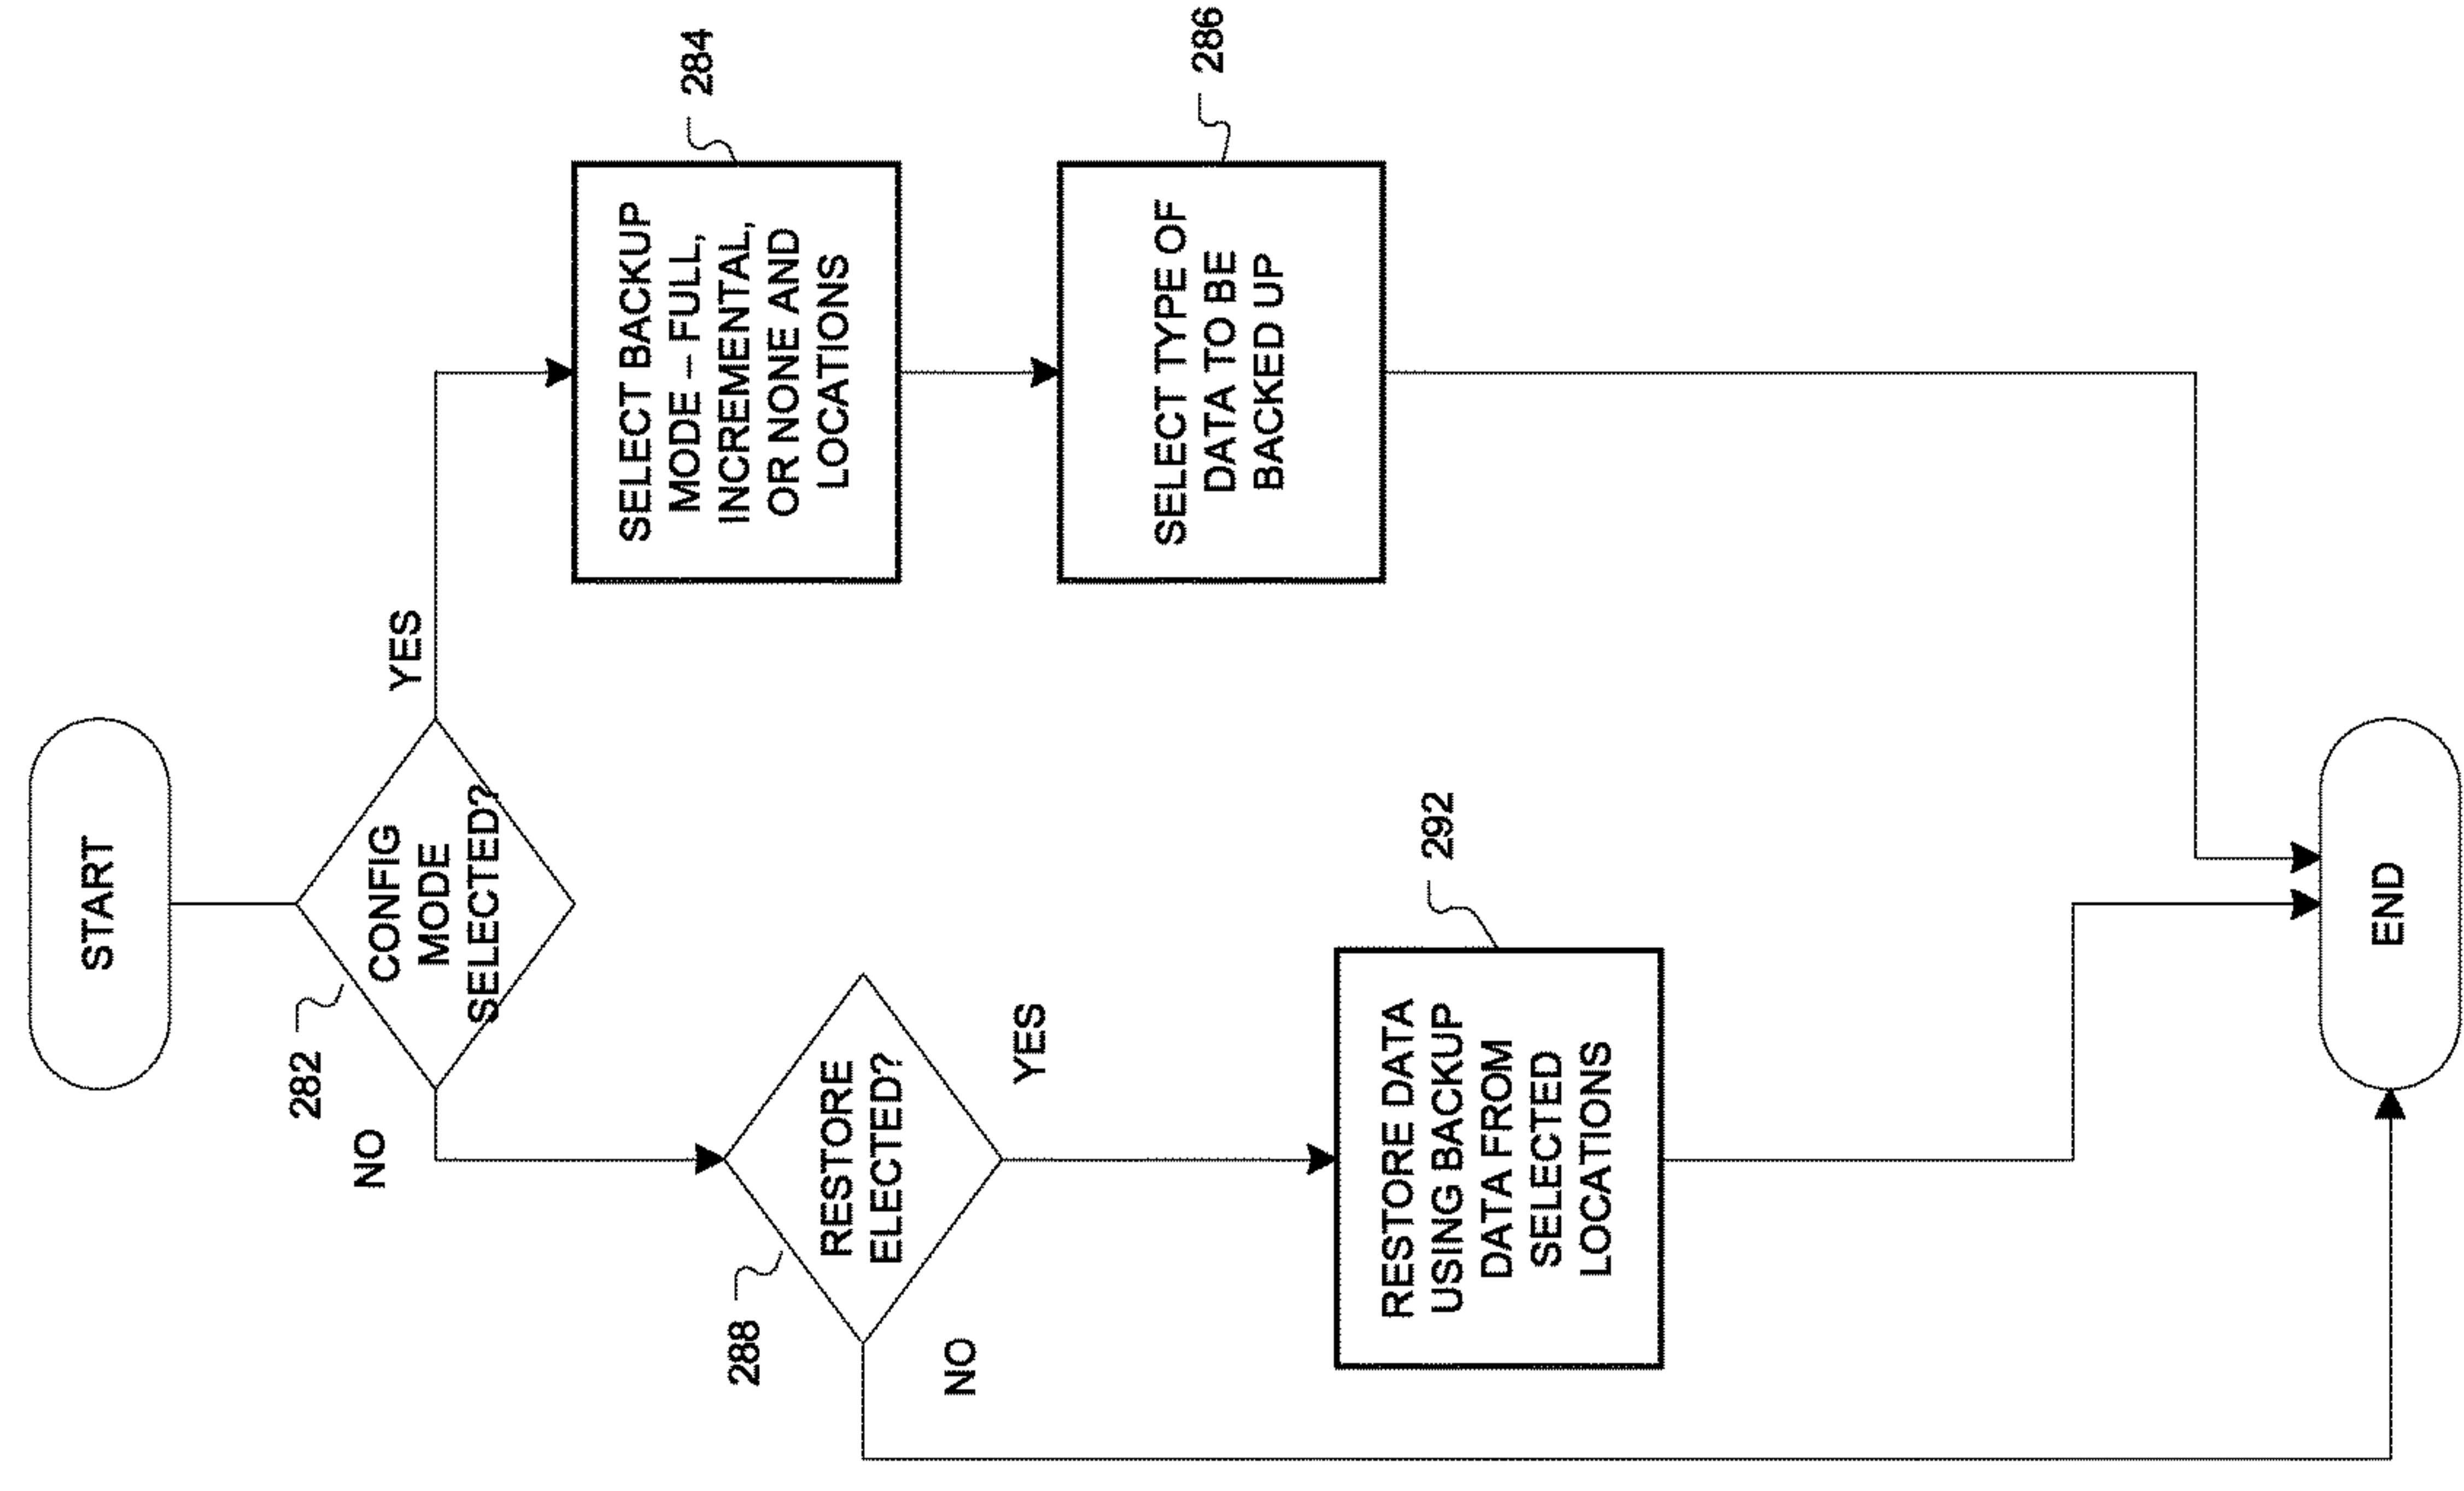 START
282
CONFIG
MODE
SELECTED?
YES
NO
284
SELECT BACKUP
MODE – FULL,
INCREMENTAL,
OR NONE AND
LOCATIONS
286
SELECT TYPE OF
DATA TO BE
BACKED UP
288
RESTORE
ELECTED?
YES
NO
292
RESTORE DATA
USING BACKUP
DATA FROM
SELECTED
LOCATIONS
END